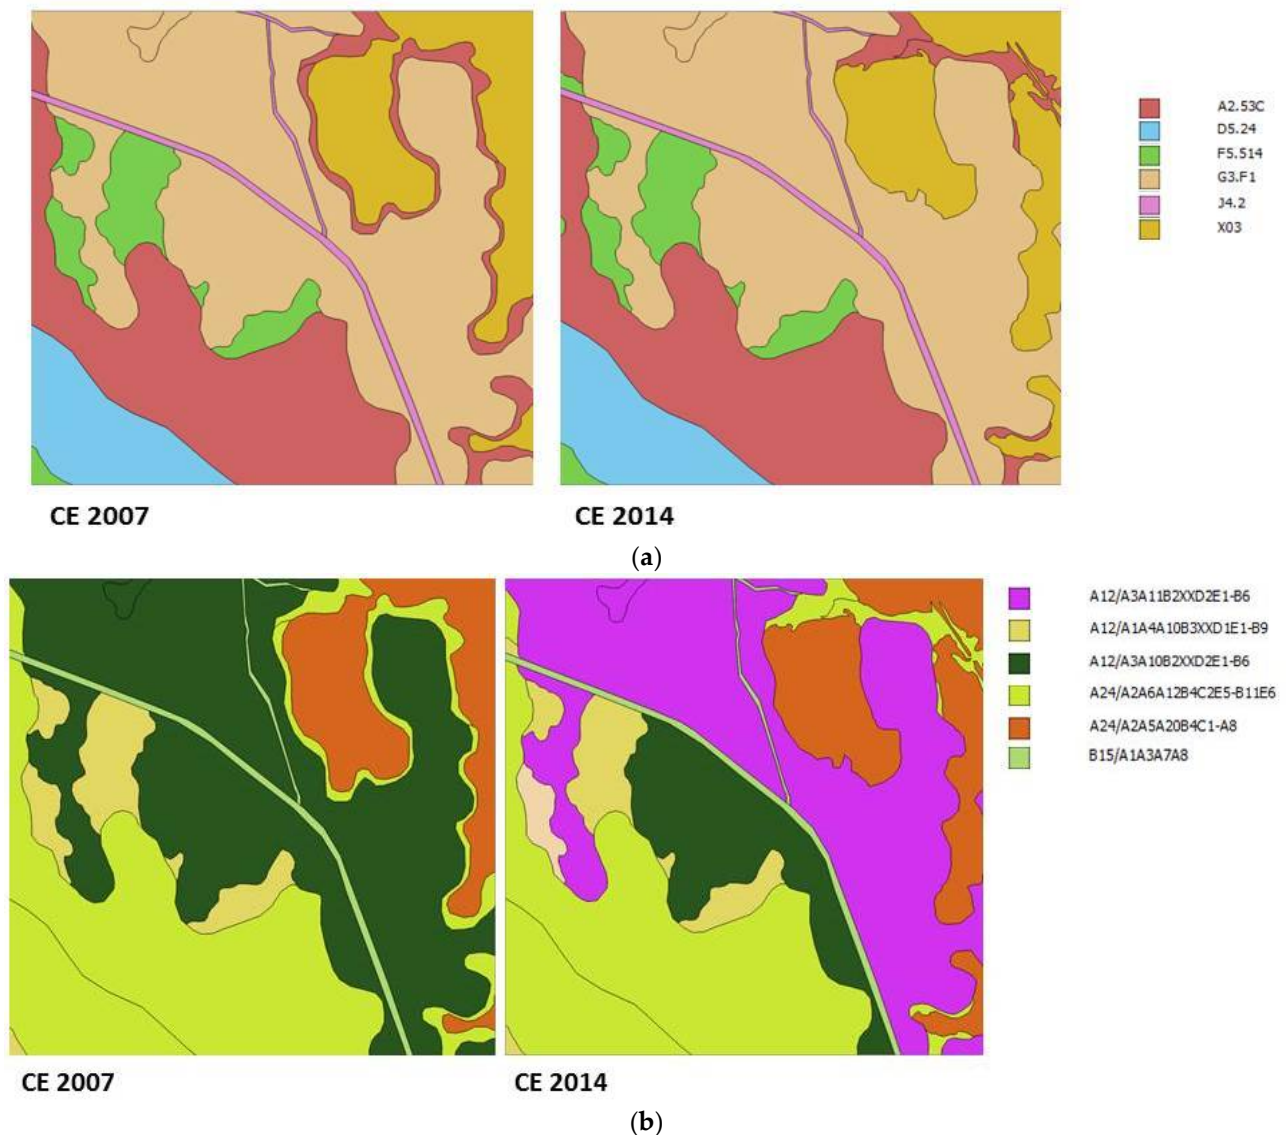 A2.53C
D5.24
F5.514
G3.F1
J4.2
X03
CE 2007
CE 2014
(a)
A12/A3A11B2XXD2E1-B6
A12/A1A4A10B3XXD1E1-B9
A12/A3A10B2XXD2E1-B6
A24/A2A6A12B4C2E5-B11E6
A24/A2A5A20B4C1-A8
B15/A1A3A7A8
CE 2007
CE 2014
(b)